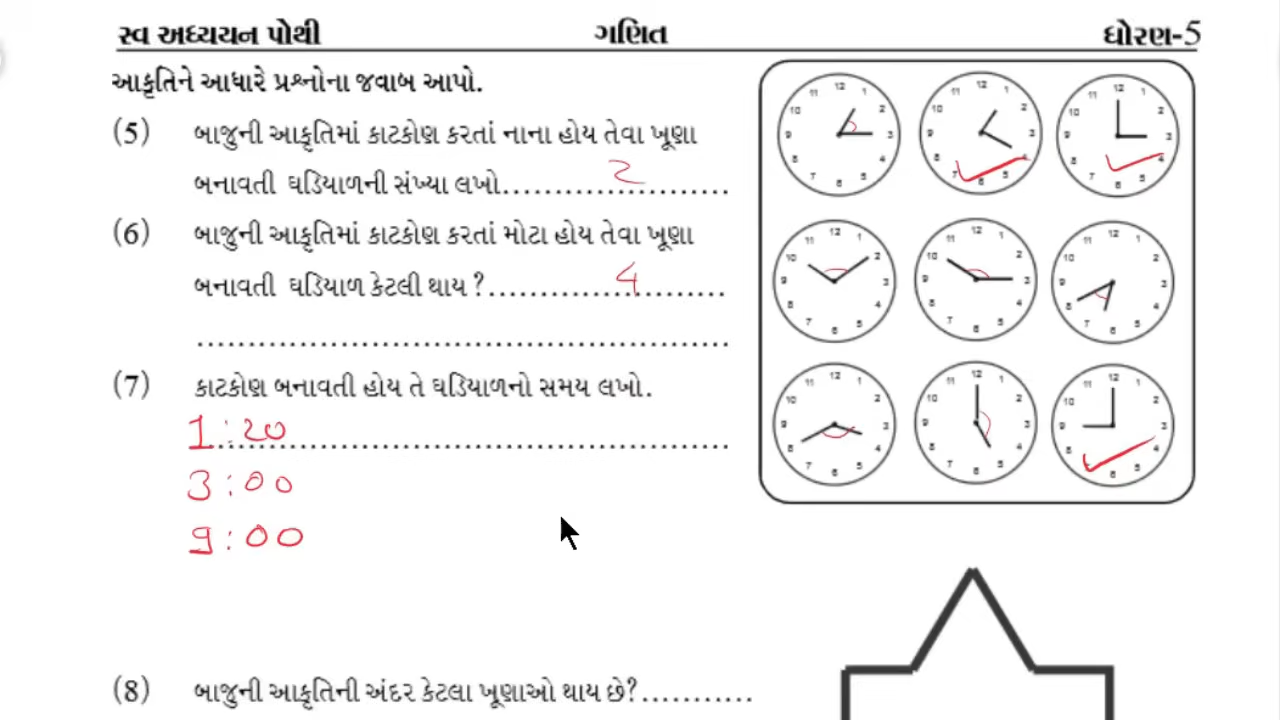 સ્વ અધ્યયન પોથી ગણિત ધોરણ-5
આકૃતિને આધારે પ્રશ્નોના જવાબ આપો.
(5) બાજુની આકૃતિમાં કાટકોણ કરતાં નાના હોય તેવા ખૂણા
બનાવતી ઘડિયાળની સંખ્યા લખો.......... 2 ..........
(6) બાજુની આકૃતિમાં કાટકોણ કરતાં મોટા હોય તેવા ખૂણા
બનાવતી ઘડિયાળ કેટલી થાય?.......... 4 ..........
(7) કાટકોણ બનાવતી હોય તે ઘડિયાળનો સમય લખો.
1:20
3:00
9:00
(8) બાજુની આકૃતિની અંદર કેટલા ખૂણાઓ થાય છે?.............